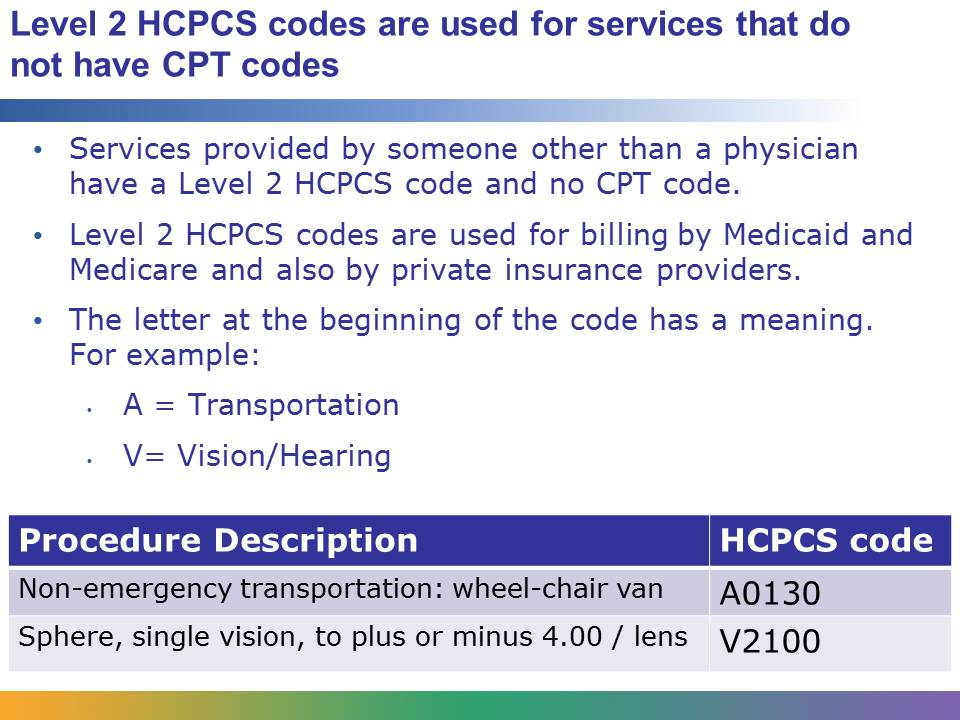 Level 2 HCPCS codes are used for services that do
not have CPT codes
• Services provided by someone other than a physician
have a Level 2 HCPCS code and no CPT code.
• Level 2 HCPCS codes are used for billing by Medicaid and
Medicare and also by private insurance providers.
• The letter at the beginning of the code has a meaning.
For example:
• A = Transportation
• V= Vision/Hearing
Procedure Description HCPCS code
Non-emergency transportation: wheel-chair van A0130
Sphere, single vision, to plus or minus 4.00 / lens V2100